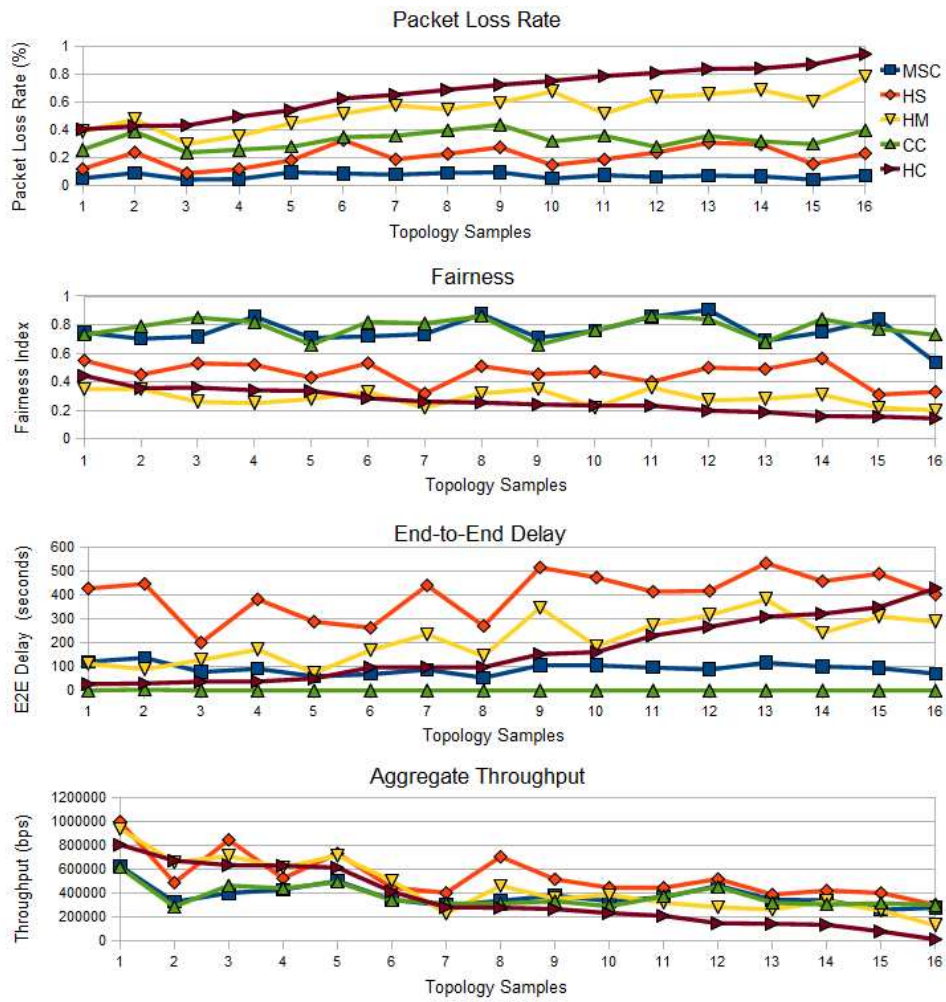 Packet Loss Rate
Packet Loss Rate (%)
1
0.8
0.6
0.4
0.2
0
1 2 3 4 5 6 7 8 9 10 11 12 13 14 15 16
Topology Samples
MSC
HS
HM
CC
HC
Fairness
Fairness Index
1
0.8
0.6
0.4
0.2
0
1 2 3 4 5 6 7 8 9 10 11 12 13 14 15 16
Topology Samples
End-to-End Delay
E2E Delay (seconds)
600
500
400
300
200
100
0
1 2 3 4 5 6 7 8 9 10 11 12 13 14 15 16
Topology Samples
Aggregate Throughput
Throughput (bps)
1200000
1000000
8000000
6000000
4000000
2000000
0
1 2 3 4 5 6 7 8 9 10 11 12 13 14 15 16
Topology Samples